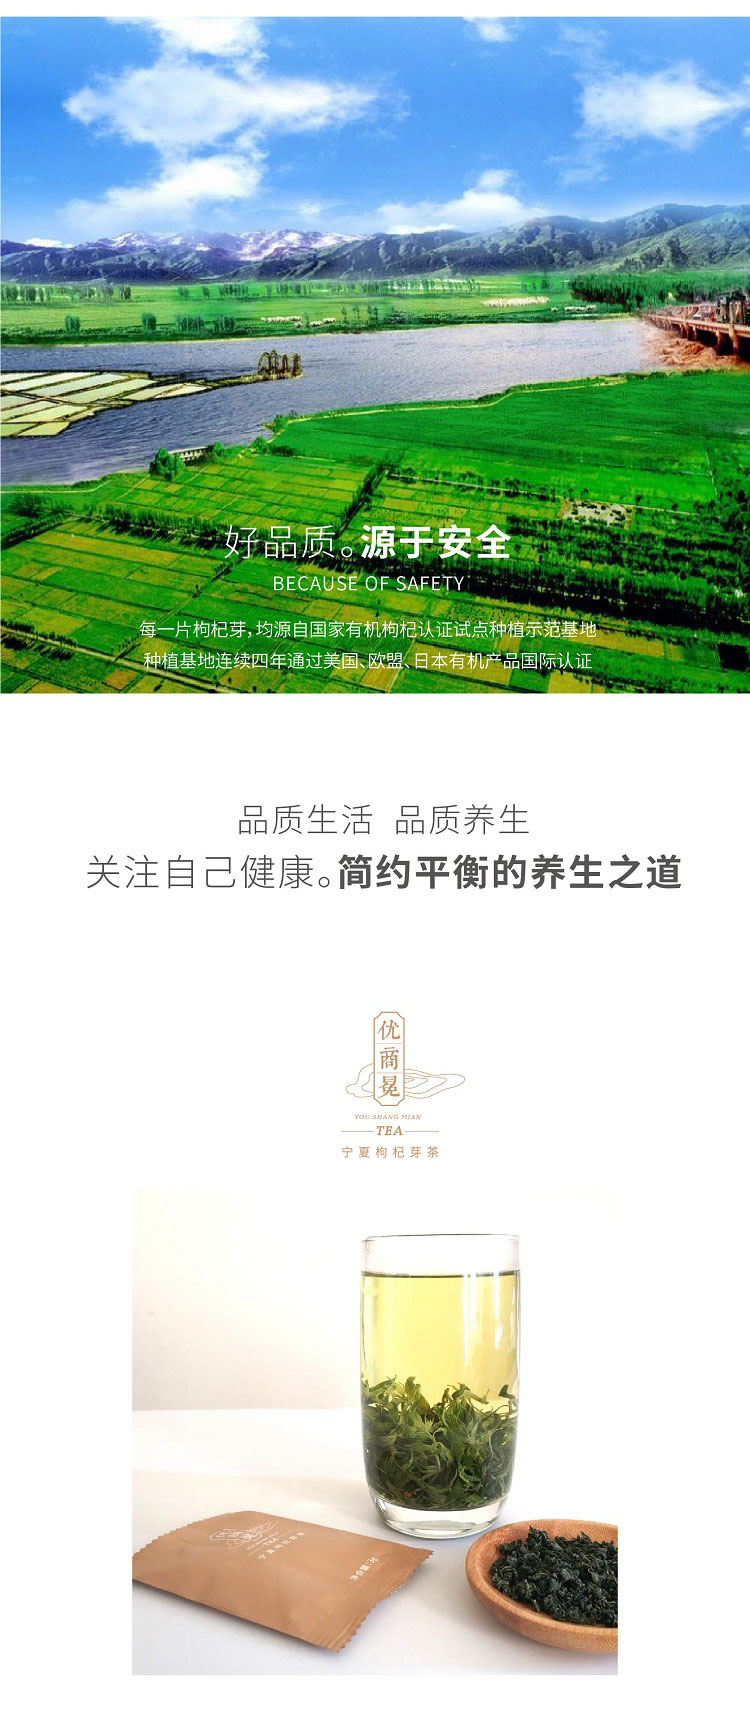 好品质。源于安全
BECAUSE OF SAFETY
每一片枸杞芽，均源自国家有机枸杞认证试点种植示范基地
种植基地连续四年通过美国、欧盟、日本有机产品国际认证
品质生活 品质养生
关注自己健康。简约平衡的养生之道
优商冕
YOU SHANG MIAN
TEA
宁夏枸杞芽茶
优商冕
TEA
宁夏枸杞芽茶